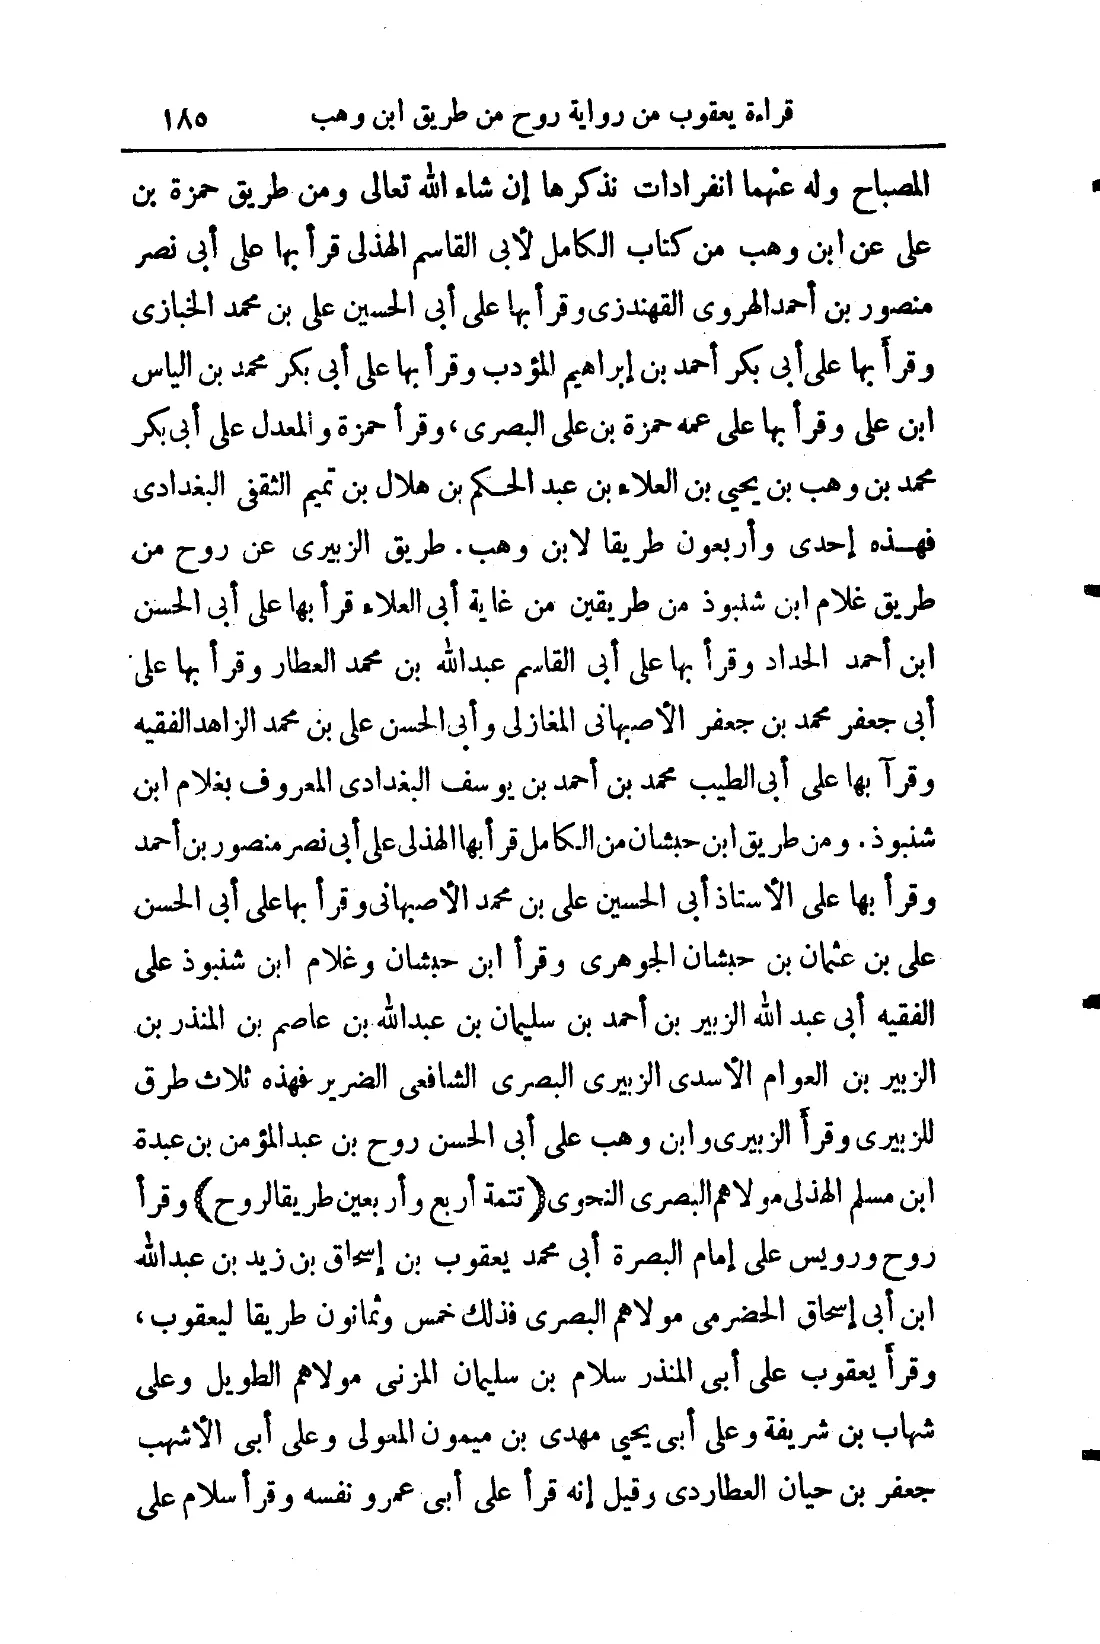 قراءة يعقوب من رواية روح من طريق ابن وهب ١٨٥
المصباح وله عنهما انفرادات نذكرها إن شاء الله تعالى ومن طريق حمزة بن
على عن ابن وهب من كتاب الكامل لأبى القاسم الهذلى قرأ بها على أبى نصر
منصور بن أحمد الهروى القهندزى وقرأ بها على أبى الحسين على بن محمد الخبازى
وقرأ بها على أبى بكر أحمد بن إبراهيم المؤدب وقرأ بها على أبى بكر محمد بن الياس
ابن على وقرأ بها على عمه حمزة بن على البصرى، وقرأ حمزة والمعدل على أبى بكر
محمد بن وهب بن يحيى بن العلاء بن عبد الحكم بن هلال بن تميم الثقفى البغدادى
فهذه إحدى وأربعون طريقا لابن وهب. طريق الزبيرى عن روح من
طريق غلام ابن شنبوذ من طريقين من غاية أبى العلاء قرأ بها على أبى الحسن
ابن أحمد الحداد وقرأ بها على أبى القاسم عبدالله بن محمد العطار وقرأ بها على
أبى جعفر محمد بن جعفر الأصبهانى المغازلى وأبى الحسن على بن محمد الزاهد الفقيه
وقرآ بها على أبى الطيب محمد بن أحمد بن يوسف البغدادى المعروف بغلام ابن
شنبوذ. ومن طريق ابن حبشان من الكامل قرأ بها الهذلى على أبى نصر منصور بن أحمد
وقرأ بها على الأستاذ أبى الحسين على بن محمد الأصبهانى وقرأ بها على أبى الحسن
على بن عثمان بن حبشان الجوهرى وقرأ ابن حبشان وغلام ابن شنبوذ على
الفقيه أبى عبد الله الزبير بن أحمد بن سليمان بن عبدالله بن عاصم بن المنذر بن
الزبير بن العوام الأسدى الزبيرى البصرى الشافعى الضرير فهذه ثلاث طرق
للزبيرى وقرأ الزبيرى وابن وهب على أبى الحسن روح بن عبدالمؤمن بن عبدة
ابن مسلم الهذلى مولاهم البصرى النحوى (تتمة أربع وأربعين طريقا لروح) وقرأ
روح ورويس على إمام البصرة أبى محمد يعقوب بن إسحاق بن زيد بن عبدالله
ابن أبى إسحاق الحضرمى مولاهم البصرى فذلك خمس وثمانون طريقا ليعقوب،
وقرأ يعقوب على أبى المنذر سلام بن سليمان المزنى مولاهم الطويل وعلى
شهاب بن شريفة وعلى أبى يحيى مهدى بن ميمون المعولى وعلى أبى الأشهب
جعفر بن حيان العطاردى وقيل إنه قرأ على أبى عمرو نفسه وقرأ سلام على